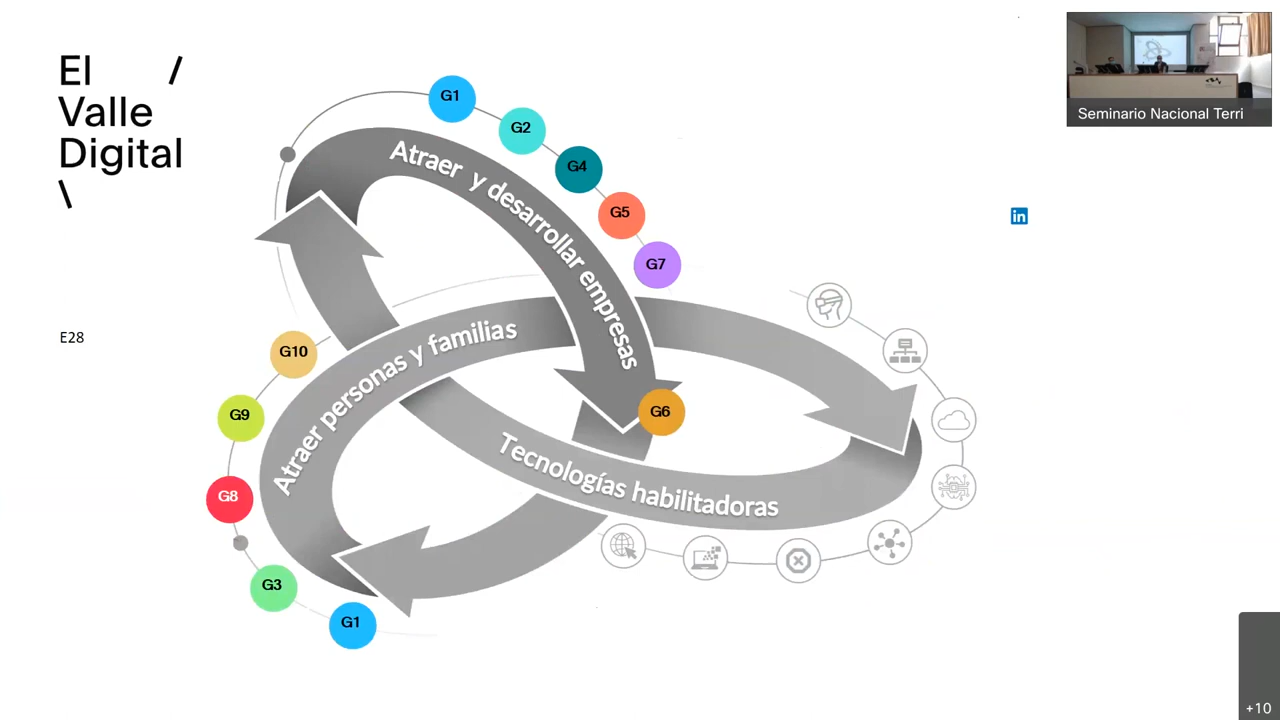 El /
Valle
Digital
\
E28
G1
G2
G4
G5
G7
G10
G9
G8
G3
G1
G6
Atraer y desarrollar empresas
Atraer personas y familias
Tecnologías habilitadoras
in
Seminario Nacional Terri
+10